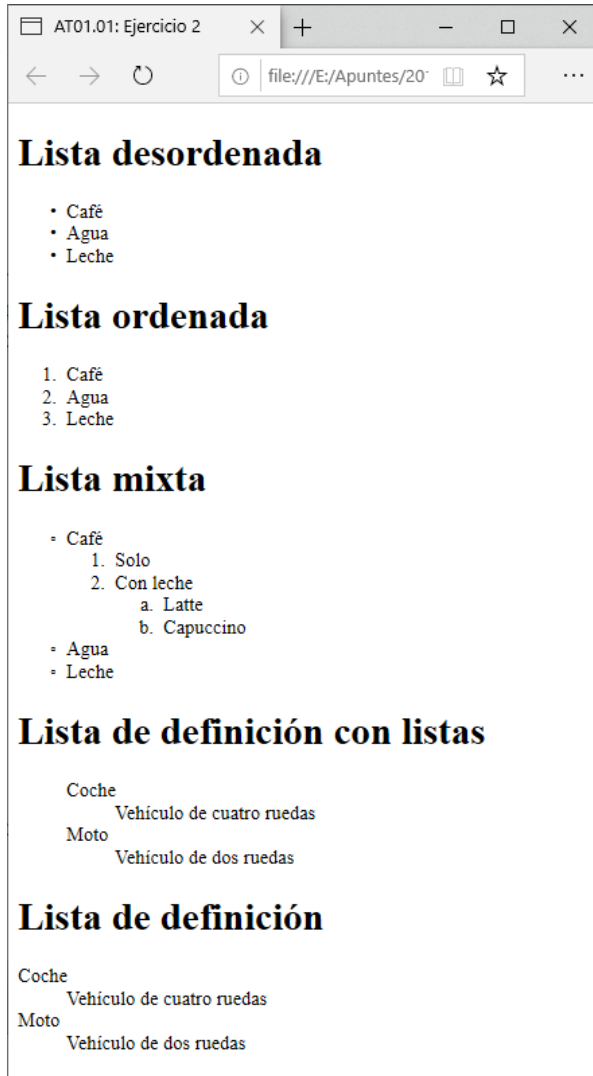 AT01.01: Ejercicio 2
file:///E:/Apuntes/20
Lista desordenada
• Café
• Agua
• Leche
Lista ordenada
1. Café
2. Agua
3. Leche
Lista mixta
▫ Café
1. Solo
2. Con leche
a. Latte
b. Capuccino
▫ Agua
▫ Leche
Lista de definición con listas
Coche
Vehículo de cuatro ruedas
Moto
Vehículo de dos ruedas
Lista de definición
Coche
Vehículo de cuatro ruedas
Moto
Vehículo de dos ruedas